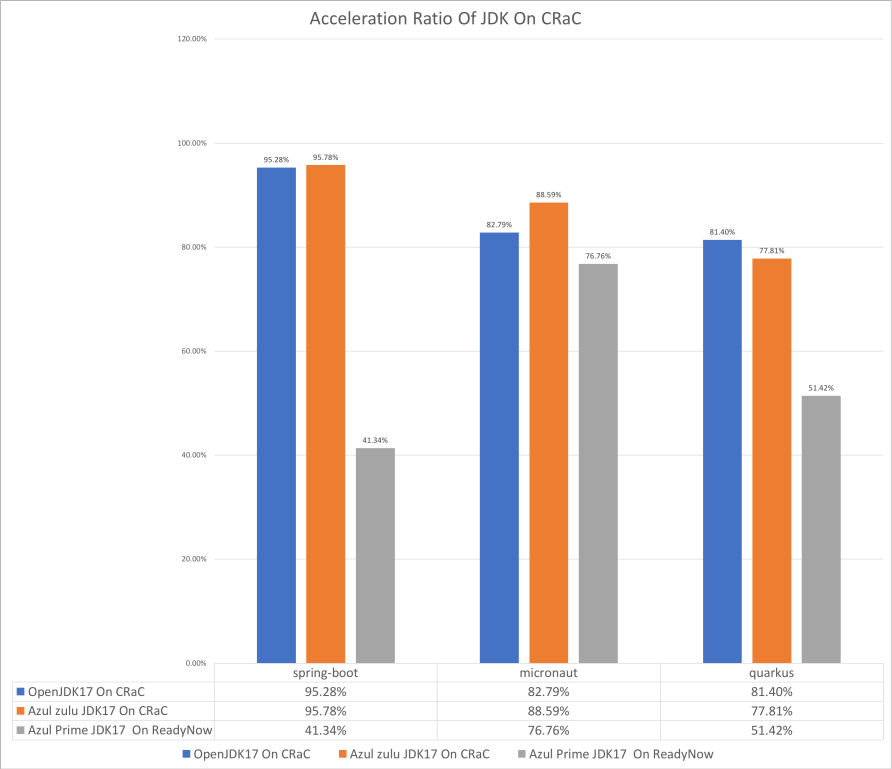 Acceleration Ratio Of JDK On CRaC
120.00%
100.00%
95.28%
95.78%
88.59%
82.79%
81.40%
80.00%
77.81%
76.76%
60.00%
51.42%
41.34%
40.00%
20.00%
0.00%
spring-boot micronaut quarkus
OpenJDK17 On CRaC 95.28% 82.79% 81.40%
Azul zulu JDK17 On CRaC 95.78% 88.59% 77.81%
Azul Prime JDK17  On ReadyNow 41.34% 76.76% 51.42%
OpenJDK17 On CRaC Azul zulu JDK17 On CRaC Azul Prime JDK17  On ReadyNow